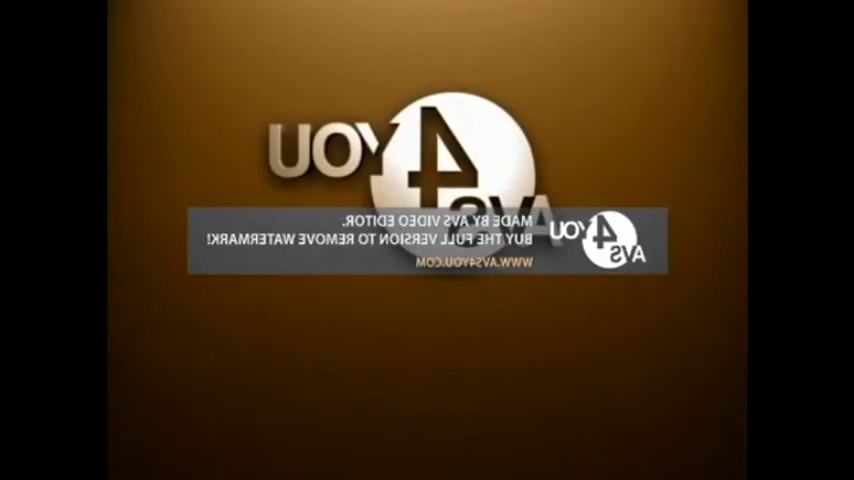 AVS4YOU
MADE BY AVS VIDEO EDITOR.
BUY THE FULL VERSION TO REMOVE WATERMARK!
WWW.AVS4YOU.COM
AVS4YOU